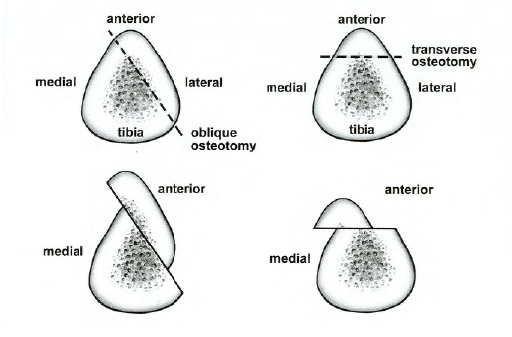 anterior
medial
lateral
tibia
oblique
osteotomy
anterior
transverse
osteotomy
medial
lateral
tibia
anterior
medial
anterior
medial